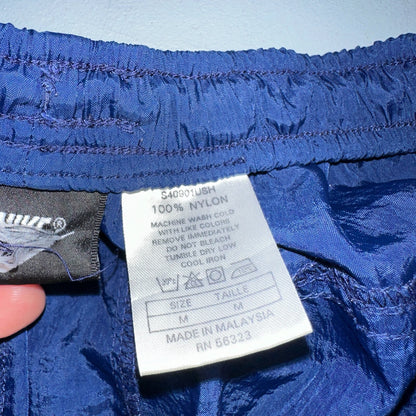 S40901USH
100% NYLON
MACHINE WASH COLD
WITH LIKE COLORS
REMOVE IMMEDIATELY
DO NOT BLEACH
TUMBLE DRY LOW
COOL IRON
SIZE TAILLE
M M
MADE IN MALAYSIA
RN 56323